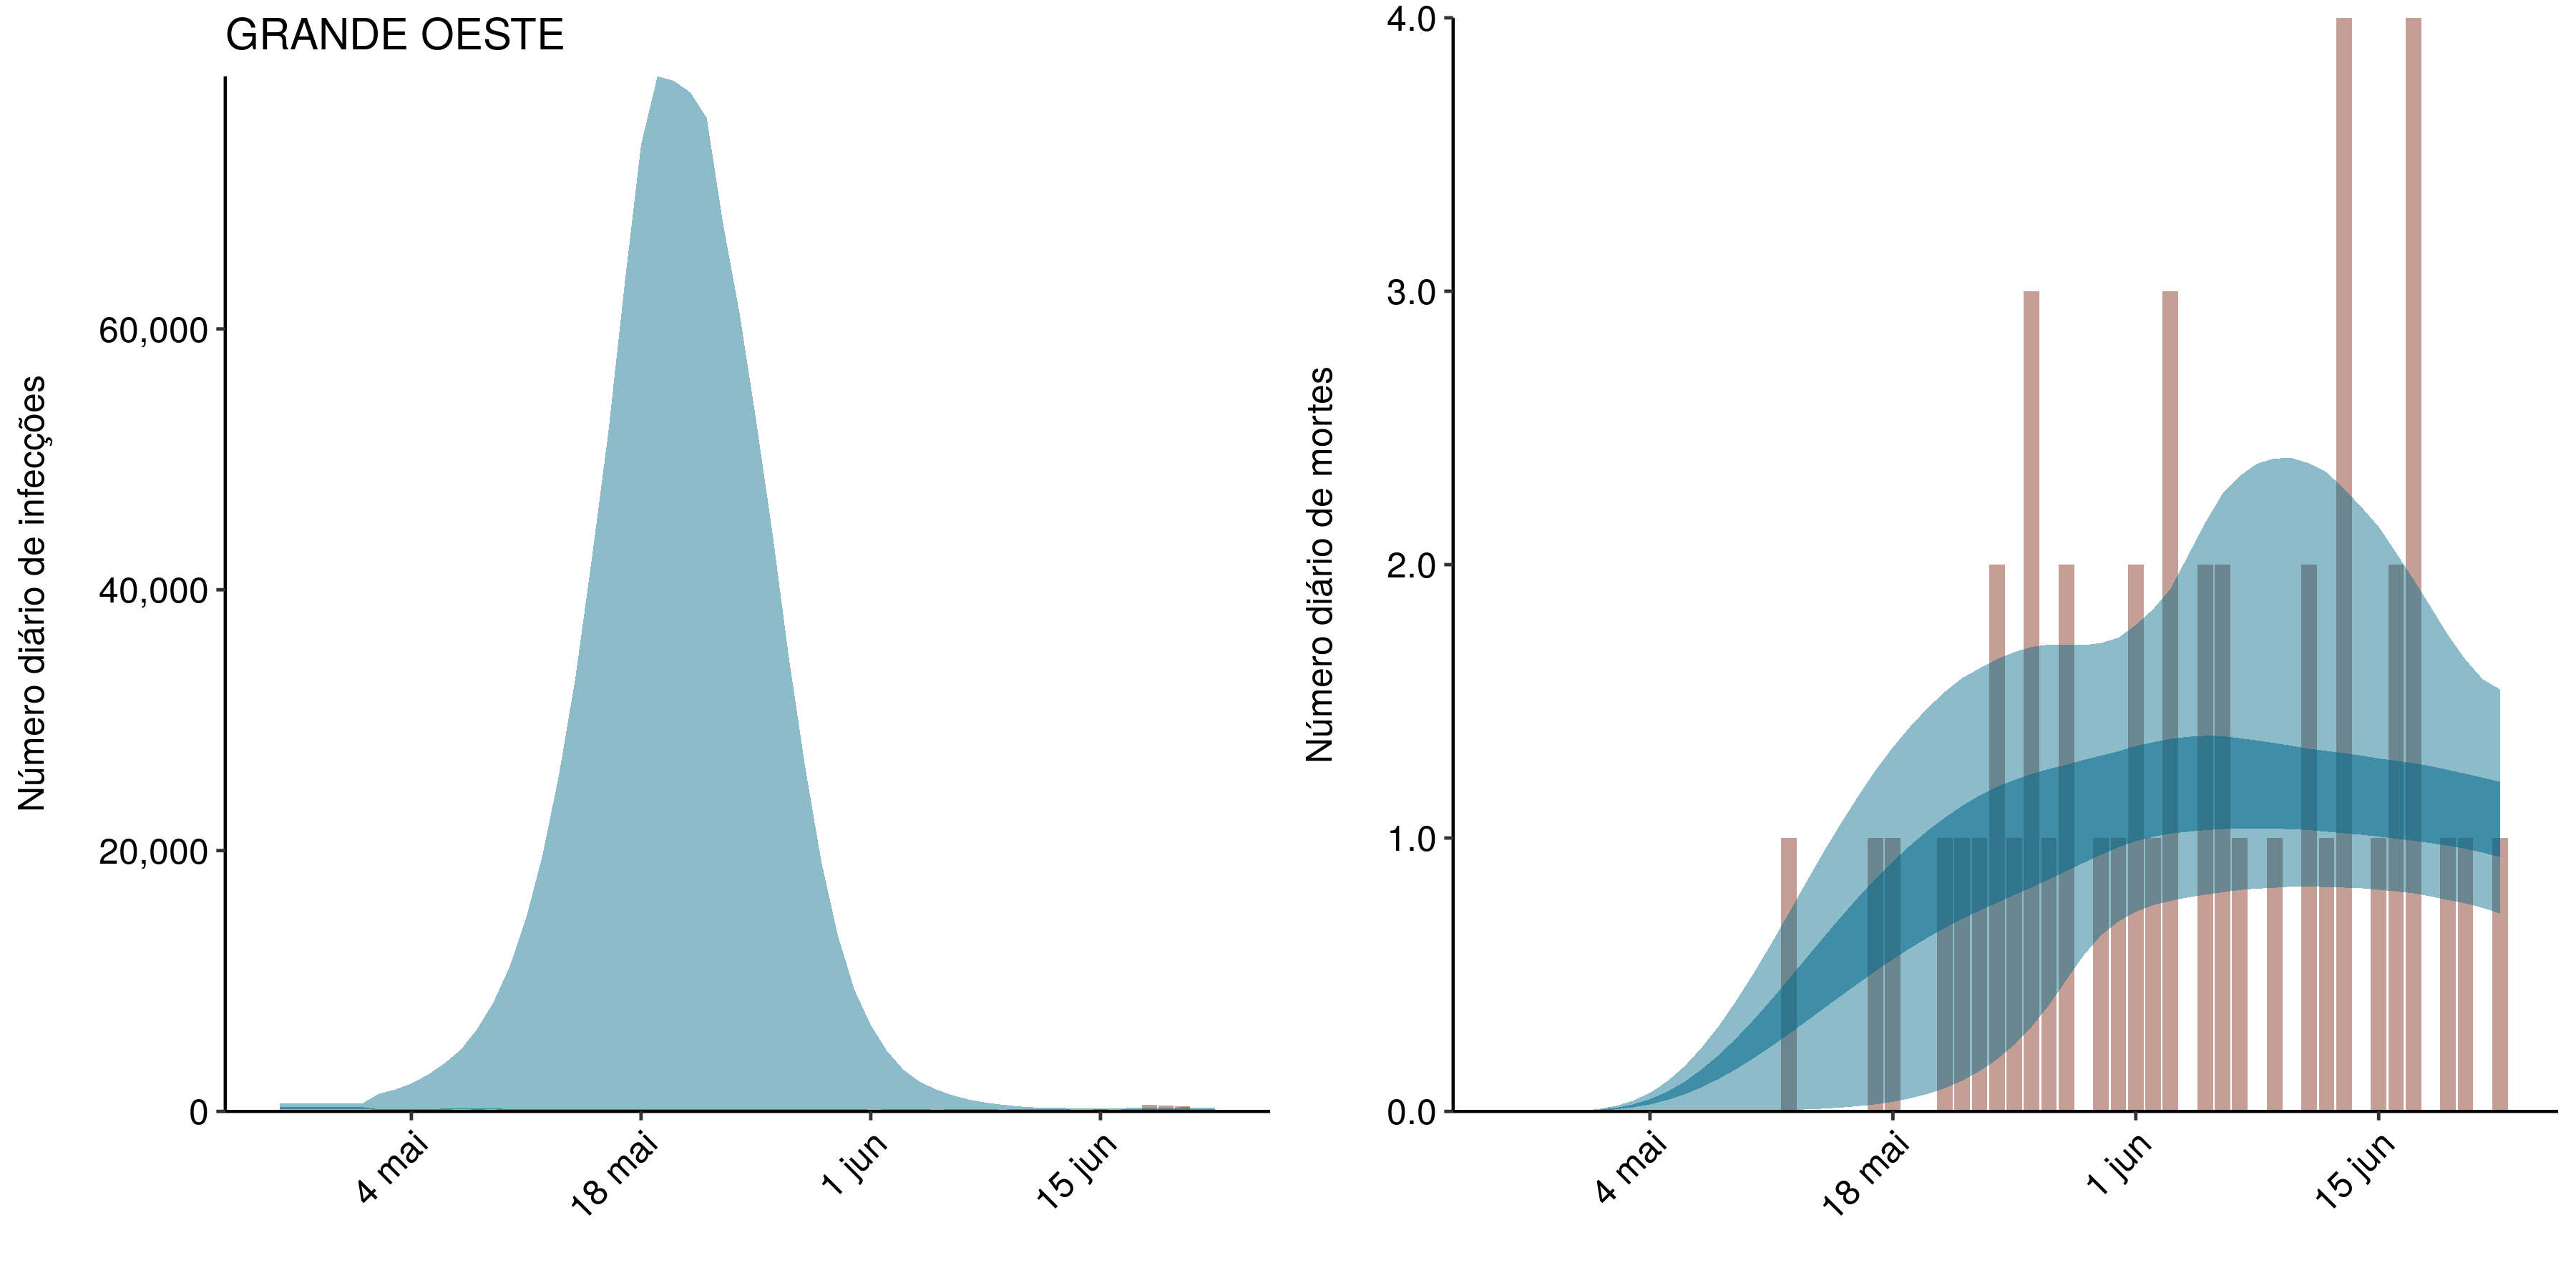 GRANDE OESTE
Número diário de infecções
60,000
40,000
20,000
0
4 mai
18 mai
1 jun
15 jun
Número diário de mortes
4.0
3.0
2.0
1.0
0.0
4 mai
18 mai
1 jun
15 jun